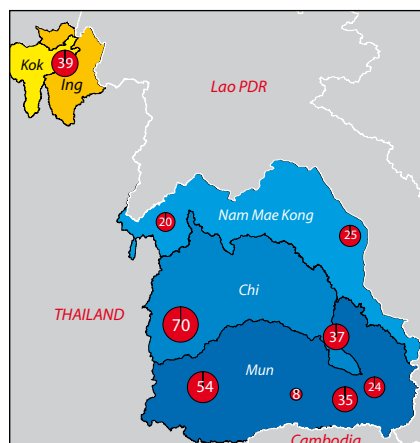 Kok
39
Ing
Lao PDR
20
Nam Mae Kong
25
Chi
THAILAND
70
37
Mun
54
8
35
24
Cambodia